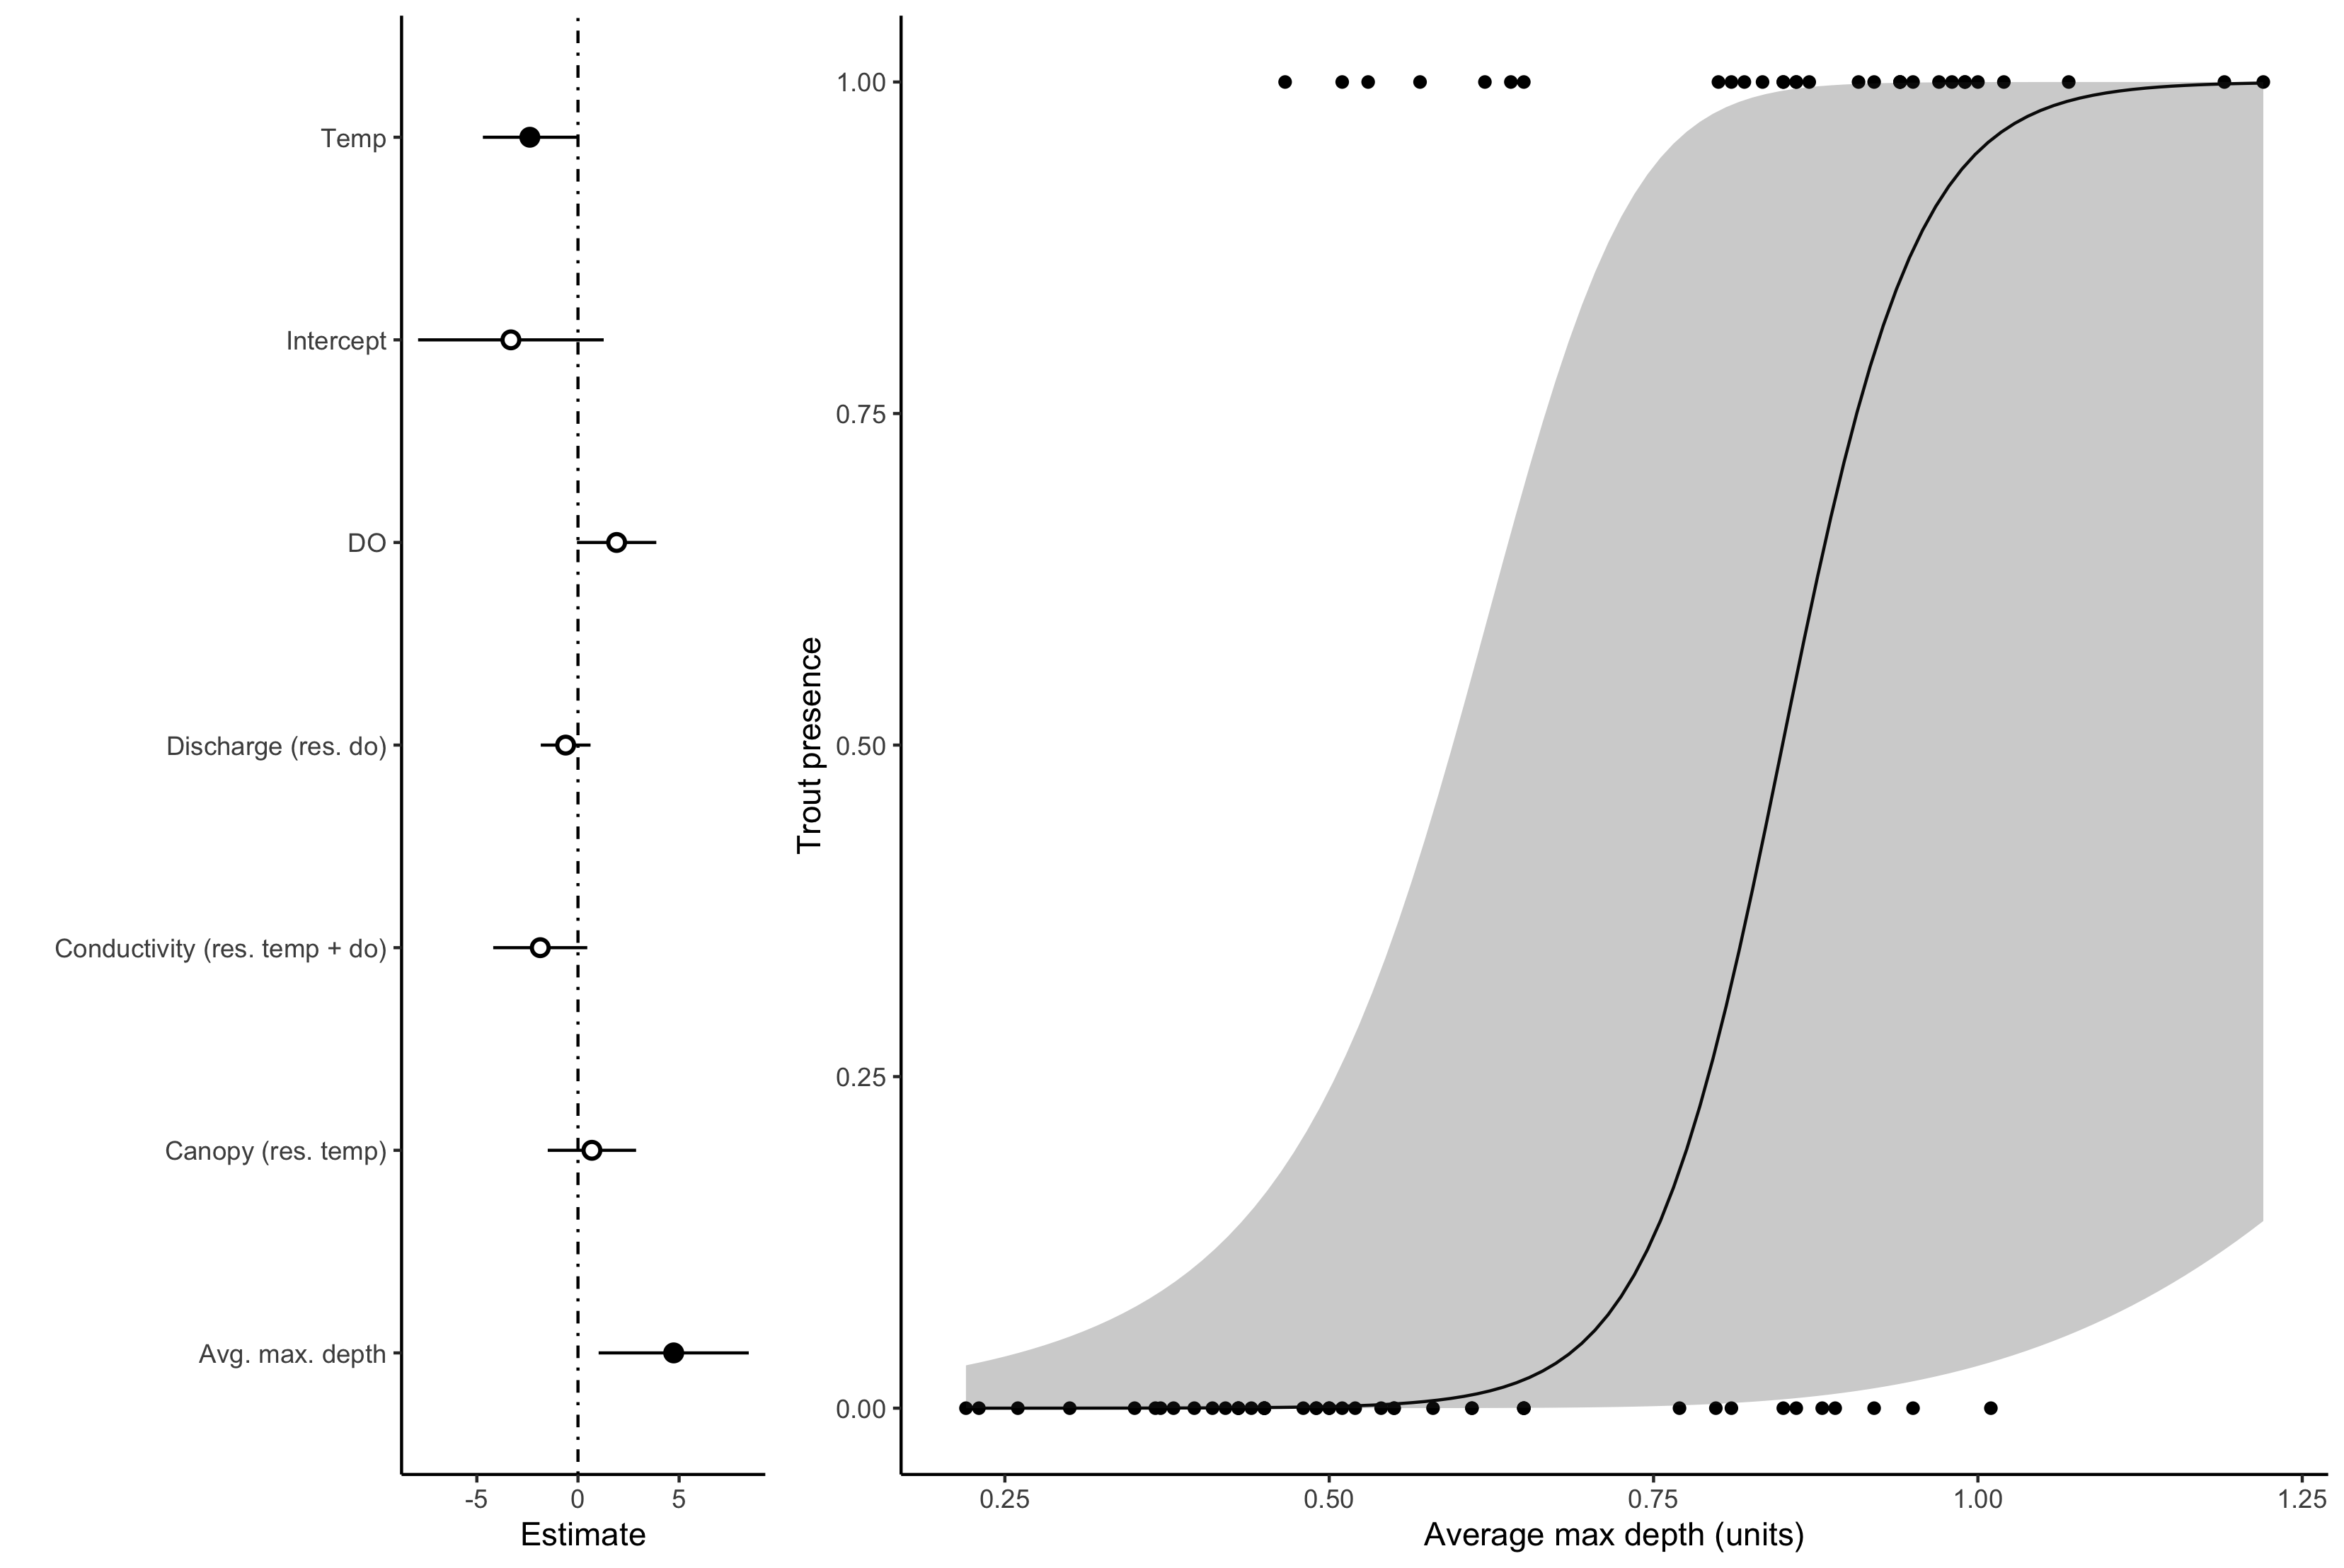 Temp
Intercept
DO
Discharge (res. do)
Conductivity (res. temp + do)
Canopy (res. temp)
Avg. max. depth
-5 0 5
Estimate
Trout presence
1.00
0.75
0.50
0.25
0.00
0.25 0.50 0.75 1.00 1.25
Average max depth (units)